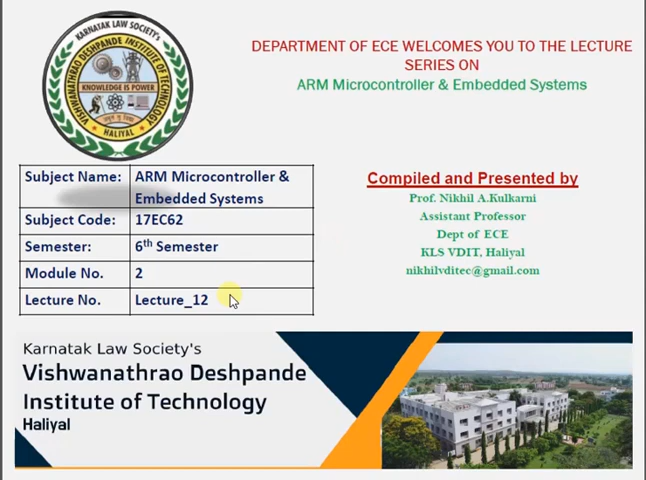 KARNATAK LAW SOCIETY'S
VISHWANATHRAO DESHPANDE INSTITUTE OF TECHNOLOGY
KNOWLEDGE IS POWER
HALIYAL
DEPARTMENT OF ECE WELCOMES YOU TO THE LECTURE
SERIES ON
ARM Microcontroller & Embedded Systems
Subject Name: ARM Microcontroller &
Embedded Systems
Subject Code: 17EC62
Semester: 6th Semester
Module No. 2
Lecture No. Lecture_12
Compiled and Presented by
Prof. Nikhil A.Kulkarni
Assistant Professor
Dept of ECE
KLS VDIT, Haliyal
nikhilvditec@gmail.com
Karnatak Law Society's
Vishwanathrao Deshpande
Institute of Technology
Haliyal